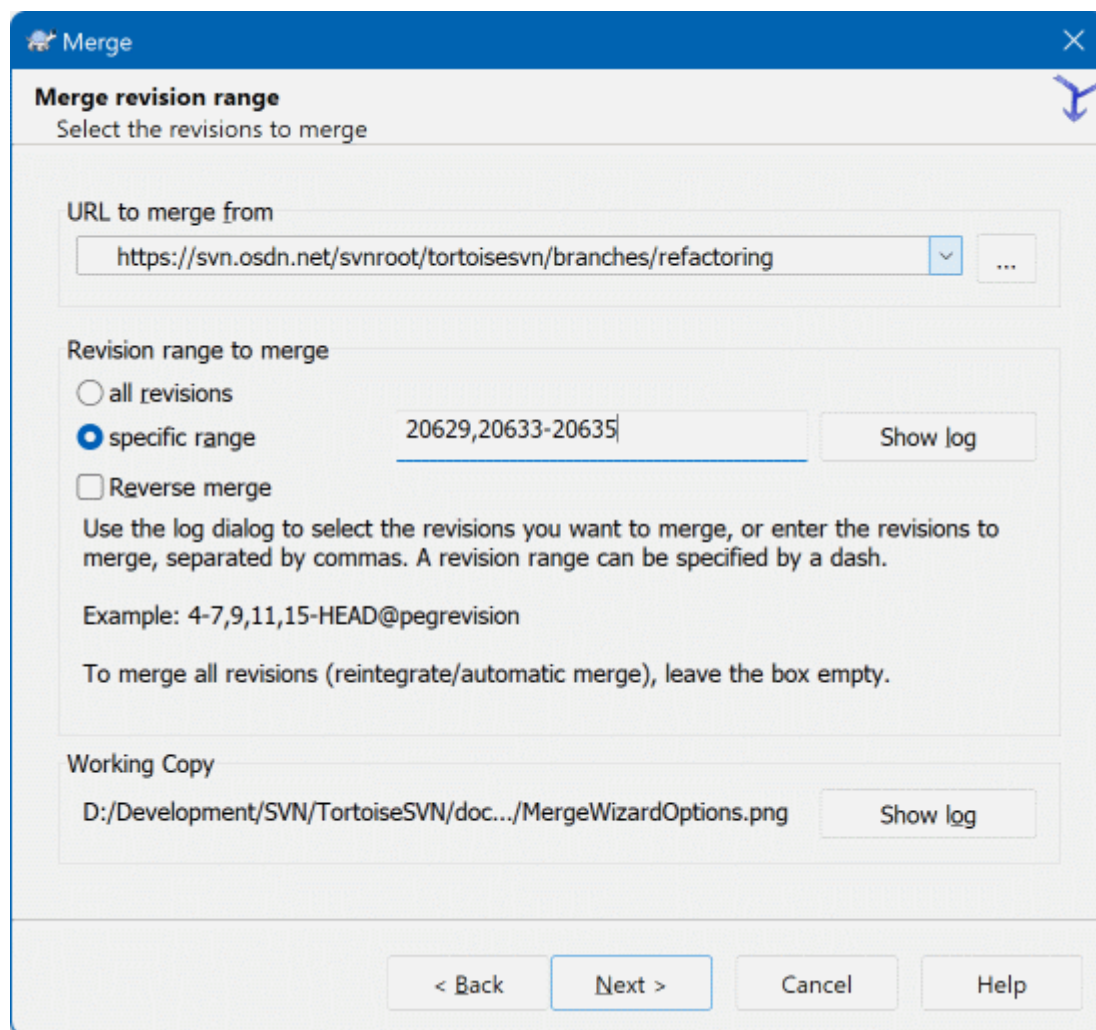 Merge
Merge revision range
Select the revisions to merge
URL to merge from
https://svn.osdn.net/svnroot/tortoisesvn/branches/refactoring
...
Revision range to merge
all revisions
specific range
20629,20633-20635
Show log
Reverse merge
Use the log dialog to select the revisions you want to merge, or enter the revisions to
merge, separated by commas. A revision range can be specified by a dash.
Example: 4-7,9,11,15-HEAD@pegrevision
To merge all revisions (reintegrate/automatic merge), leave the box empty.
Working Copy
D:/Development/SVN/TortoiseSVN/doc.../MergeWizardOptions.png
Show log
< Back
Next >
Cancel
Help